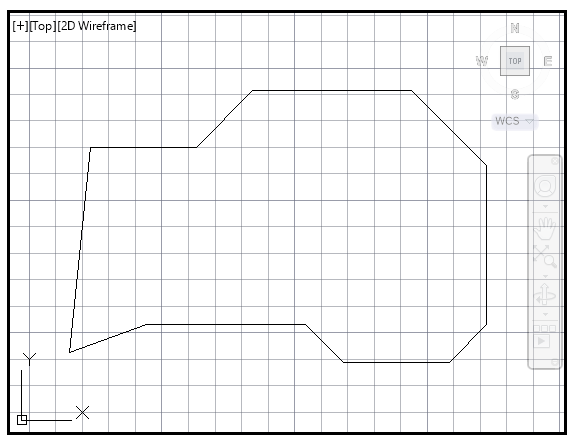 [+][Top][2D Wireframe]
N
W TOP E
S
WCS
Y
X